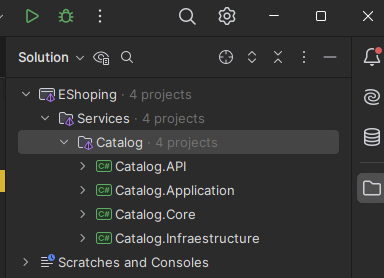 Solution
EShoping · 4 projects
Services · 4 projects
Catalog · 4 projects
C# Catalog.API
C# Catalog.Application
C# Catalog.Core
C# Catalog.Infraestructure
Scratches and Consoles